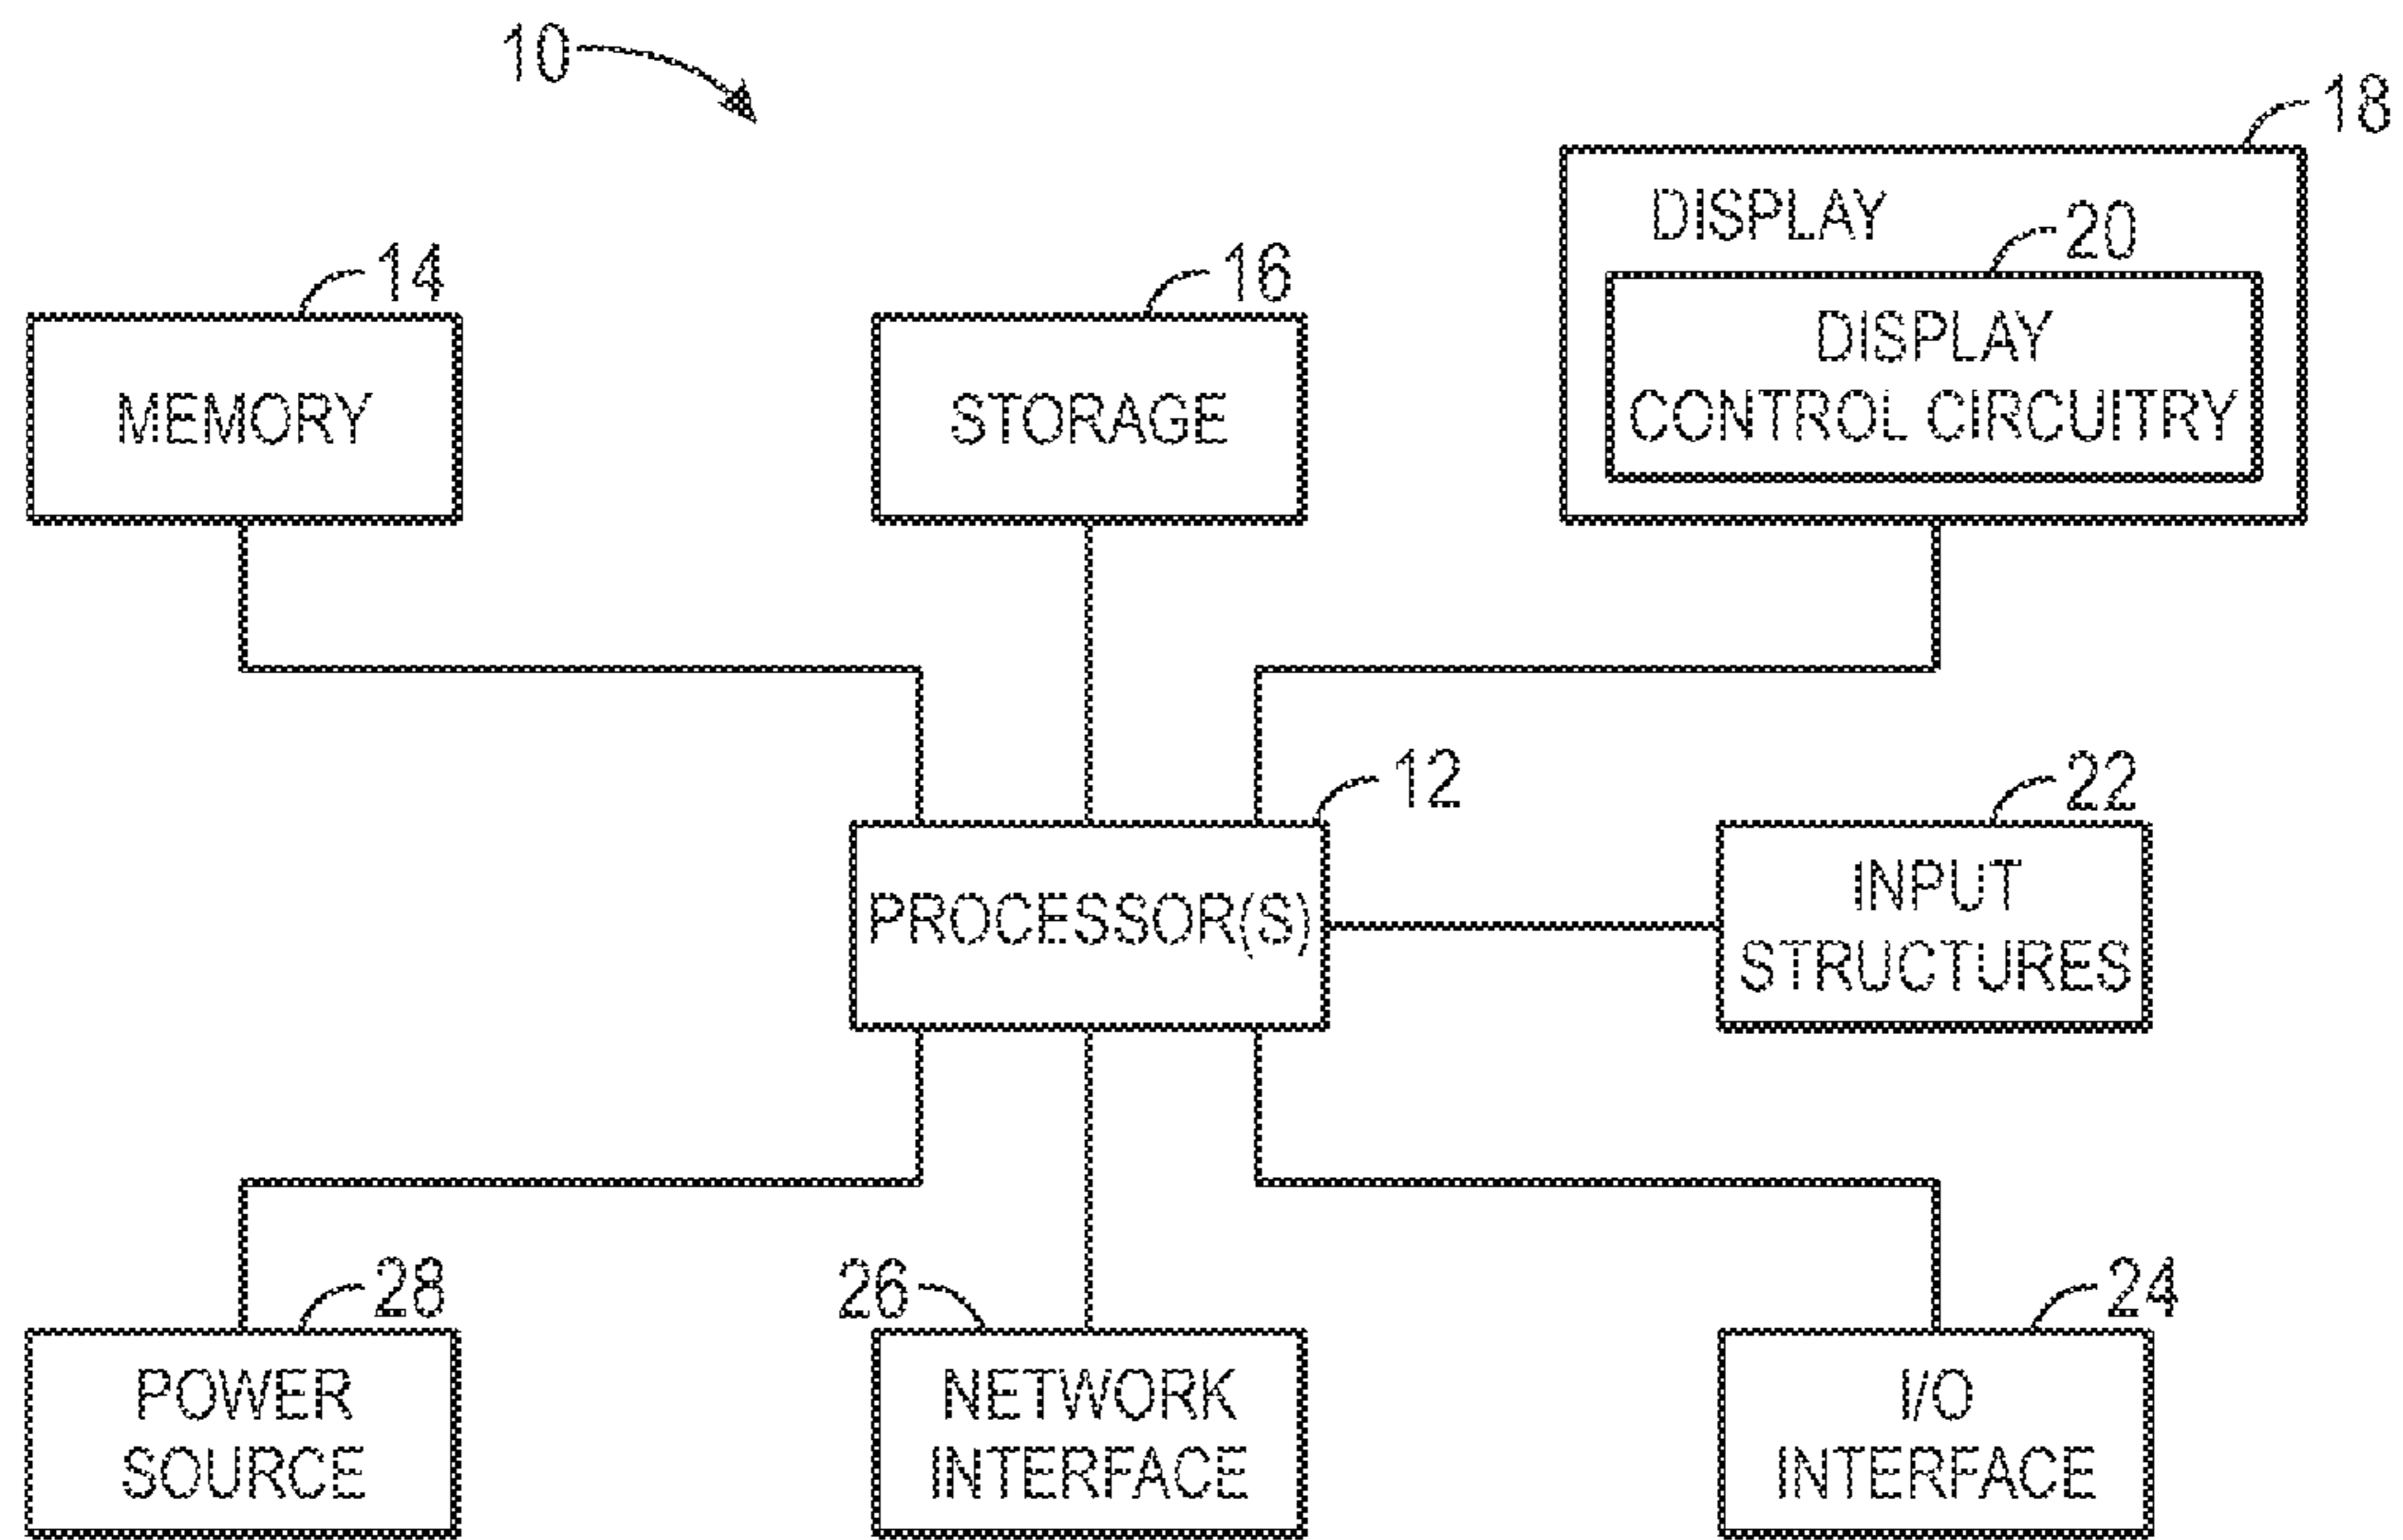 10
18
DISPLAY
20
DISPLAY
CONTROL CIRCUITRY
14
MEMORY
16
STORAGE
12
PROCESSOR(S)
22
INPUT
STRUCTURES
28
POWER
SOURCE
26
NETWORK
INTERFACE
24
I/O
INTERFACE